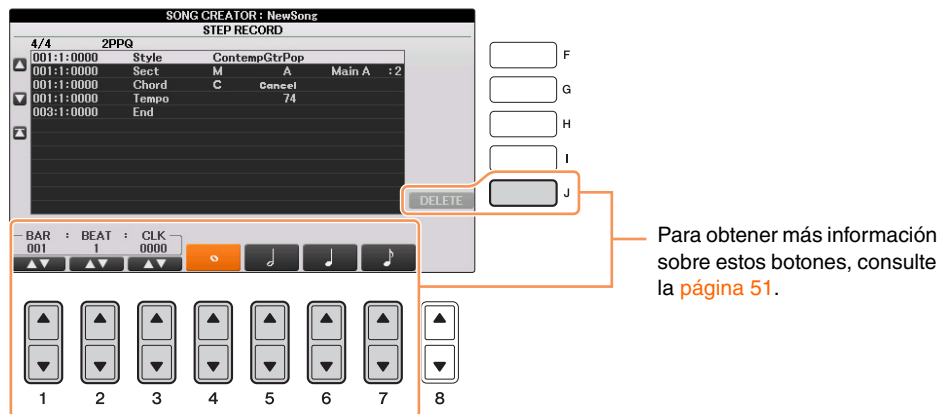 SONG CREATOR : NewSong
STEP RECORD
4/4 2PPQ
001:1:0000 Style ContempGtrPop
001:1:0000 Sect M A Main A :2
001:1:0000 Chord C Cancel
001:1:0000 Tempo 74
003:1:0000 End
DELETE
BAR : BEAT : CLK
001 1 0000
F
G
H
I
J
Para obtener más información
sobre estos botones, consulte
la página 51.
1 2 3 4 5 6 7 8